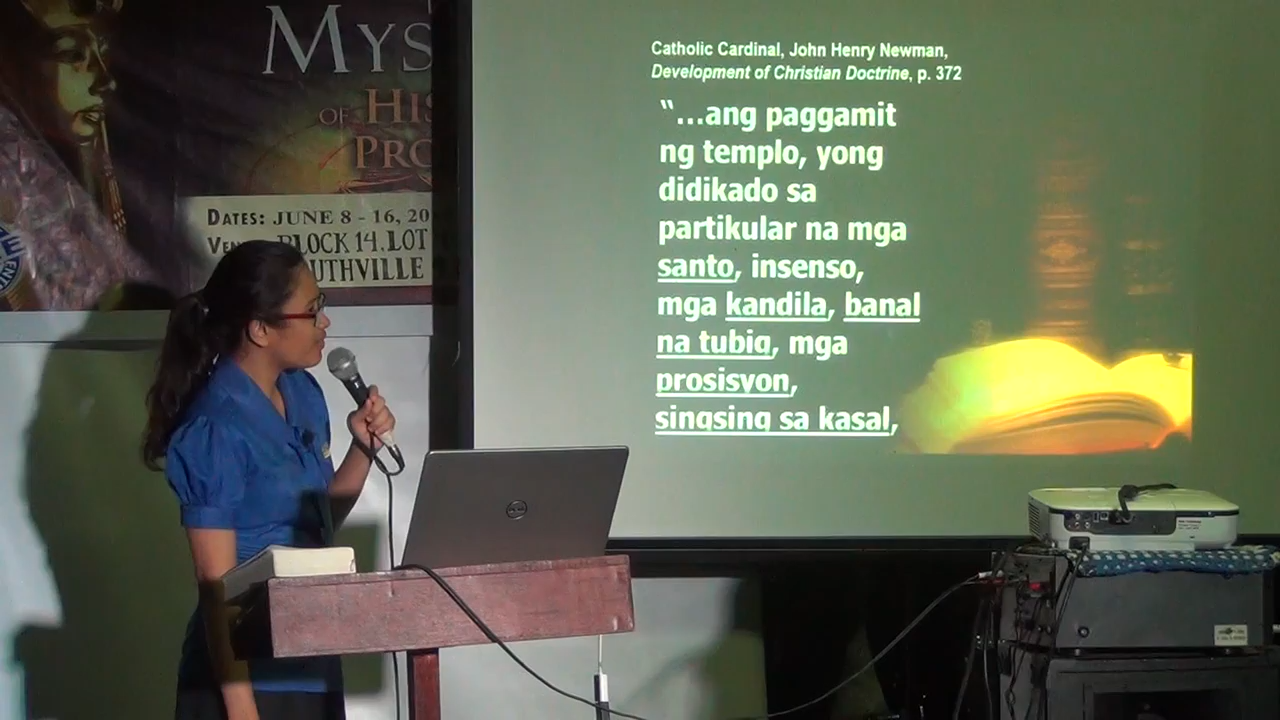 MYS
OF HIS
PRO
DATES: JUNE 8 - 16, 20
BLOCK 14, LOT
UTHVILLE
Catholic Cardinal, John Henry Newman,
Development of Christian Doctrine, p. 372
“...ang paggamit
ng templo, yong
didikado sa
partikular na mga
santo, insenso,
mga kandila, banal
na tubig, mga
prosisyon,
singsing sa kasal,
DELL